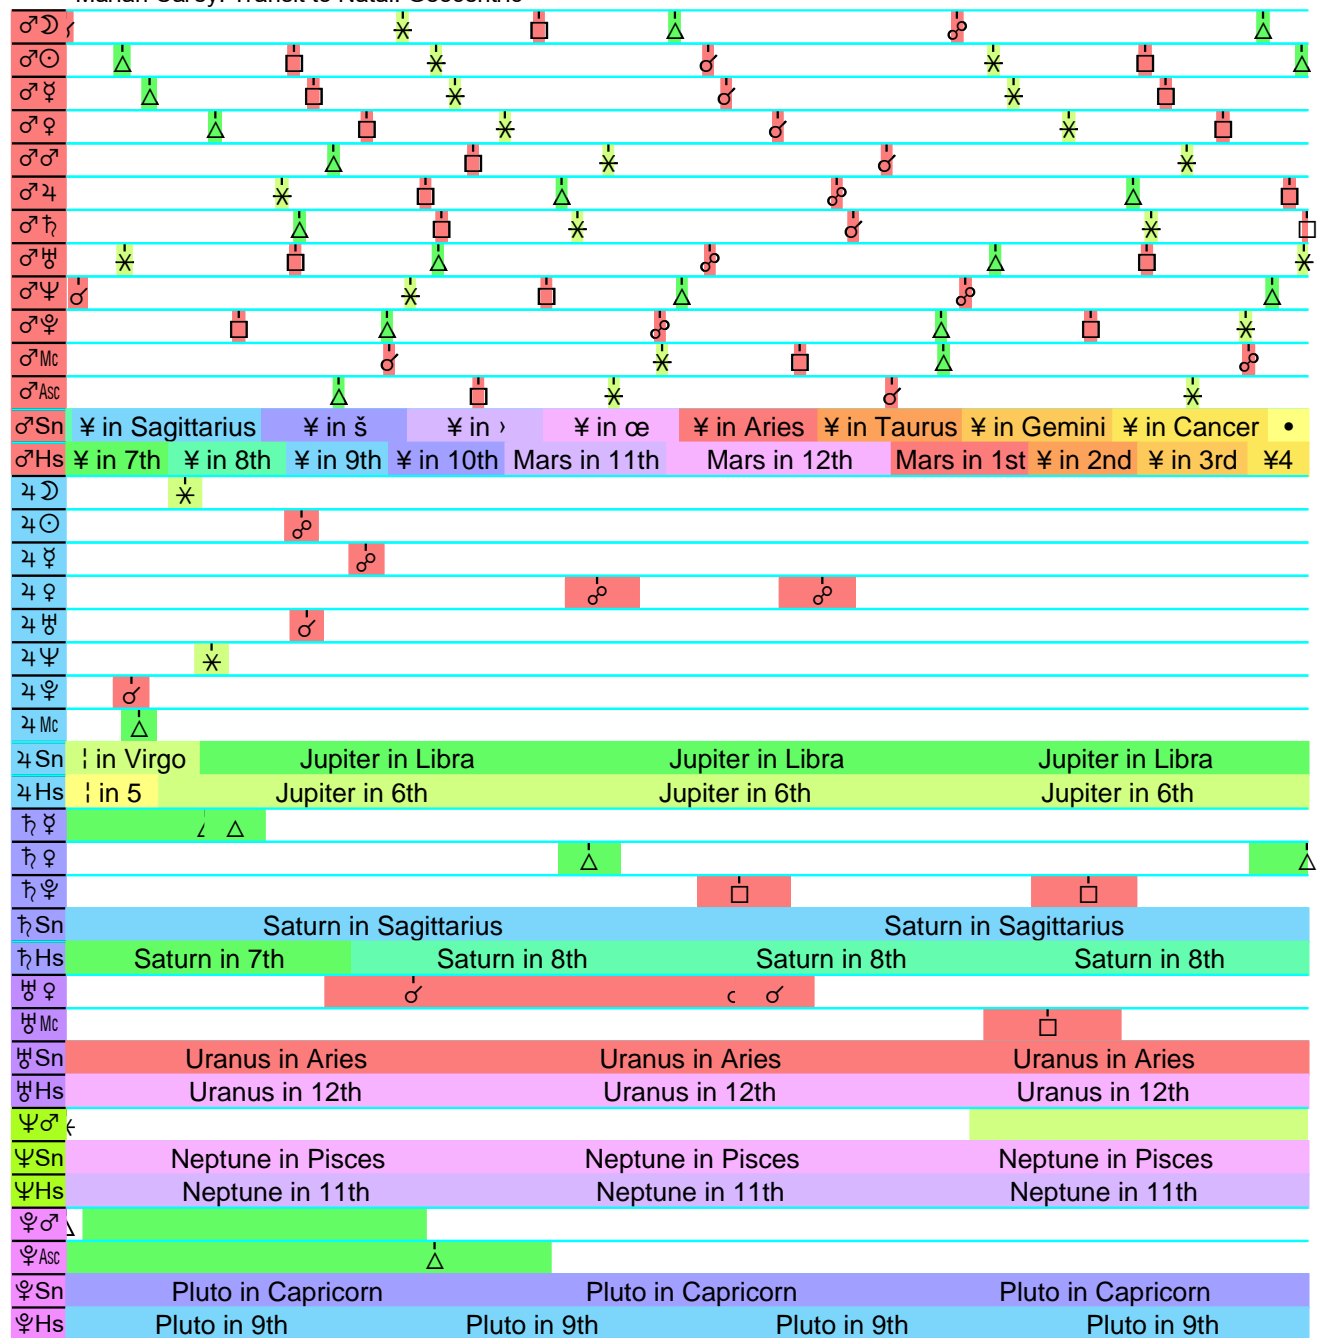 Mariah Carey: Transit to Natal: Geocentric
♂☽
♂☉
♂☿
♂♀
♂♂
♂♃
♂♄
♂♅
♂♆
♂♇
♂Mc
♂Asc
♂Sn ¥ in Sagittarius ¥ in š ¥ in › ¥ in œ ¥ in Aries ¥ in Taurus ¥ in Gemini ¥ in Cancer •
♂Hs ¥ in 7th ¥ in 8th ¥ in 9th ¥ in 10th Mars in 11th Mars in 12th Mars in 1st ¥ in 2nd ¥ in 3rd ¥4
♃☽
♃☉
♃☿
♃♀
♃♅
♃♆
♃♇
♃Mc
♃Sn ¦ in Virgo Jupiter in Libra Jupiter in Libra Jupiter in Libra
♃Hs ¦ in 5 Jupiter in 6th Jupiter in 6th Jupiter in 6th
♄☿
♄♀
♄♇
♄Sn Saturn in Sagittarius Saturn in Sagittarius
♄Hs Saturn in 7th Saturn in 8th Saturn in 8th Saturn in 8th
♅♀
♅Mc
♅Sn Uranus in Aries Uranus in Aries Uranus in Aries
♅Hs Uranus in 12th Uranus in 12th Uranus in 12th
♆♂
♆Sn Neptune in Pisces Neptune in Pisces Neptune in Pisces
♆Hs Neptune in 11th Neptune in 11th Neptune in 11th
♇♂
♇Asc
♇Sn Pluto in Capricorn Pluto in Capricorn Pluto in Capricorn
♇Hs Pluto in 9th Pluto in 9th Pluto in 9th Pluto in 9th